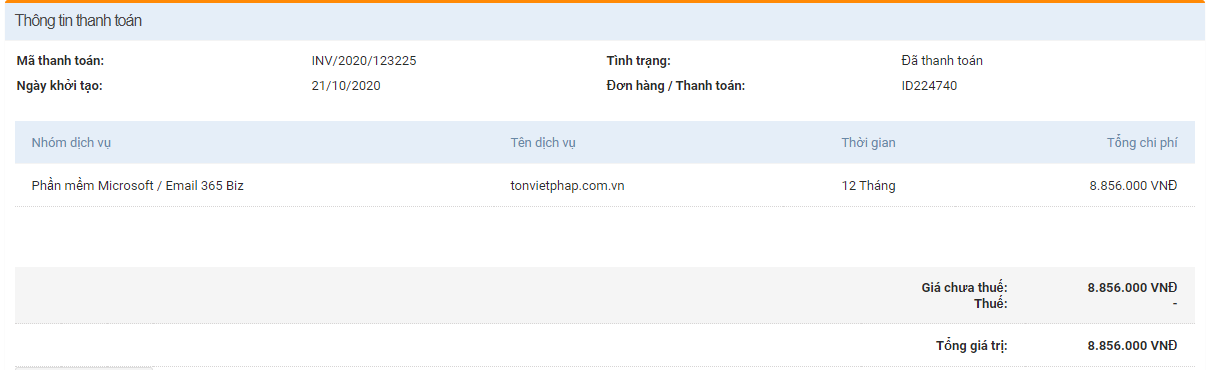 Thông tin thanh toán
Mã thanh toán: INV/2020/123225 Tình trạng: Đã thanh toán
Ngày khởi tạo: 21/10/2020 Đơn hàng / Thanh toán: ID224740
Nhóm dịch vụ Tên dịch vụ Thời gian Tổng chi phí
Phần mềm Microsoft / Email 365 Biz tonvietphap.com.vn 12 Tháng 8.856.000 VNĐ
Giá chưa thuế: 8.856.000 VNĐ
Thuế: -
Tổng giá trị: 8.856.000 VNĐ